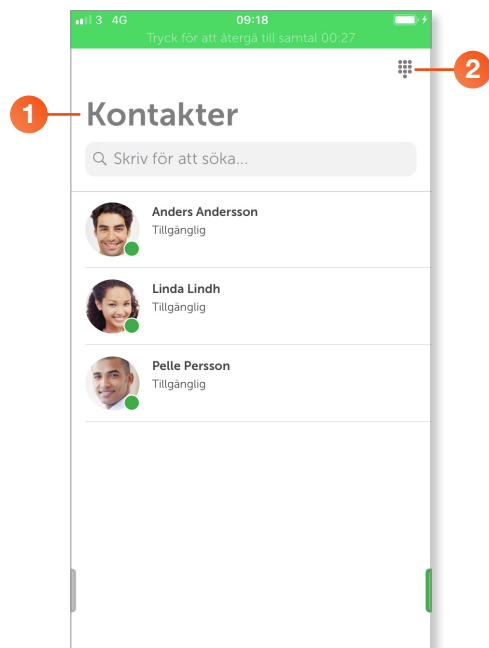 3 4G 09:18
Tryck för att återgå till samtal 00:27
2
1
Kontakter
Skriv för att söka...
Anders Andersson
Tillgänglig
Linda Lindh
Tillgänglig
Pelle Persson
Tillgänglig